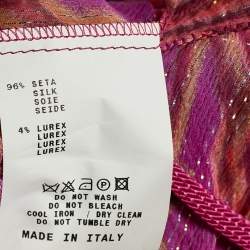 96% SETA
SILK
SOIE
SEIDE
4% LUREX
LUREX
LUREX
LUREX
DO NOT WASH
DO NOT BLEACH
COOL IRON / DRY CLEAN
DO NOT TUMBLE DRY
MADE IN ITALY